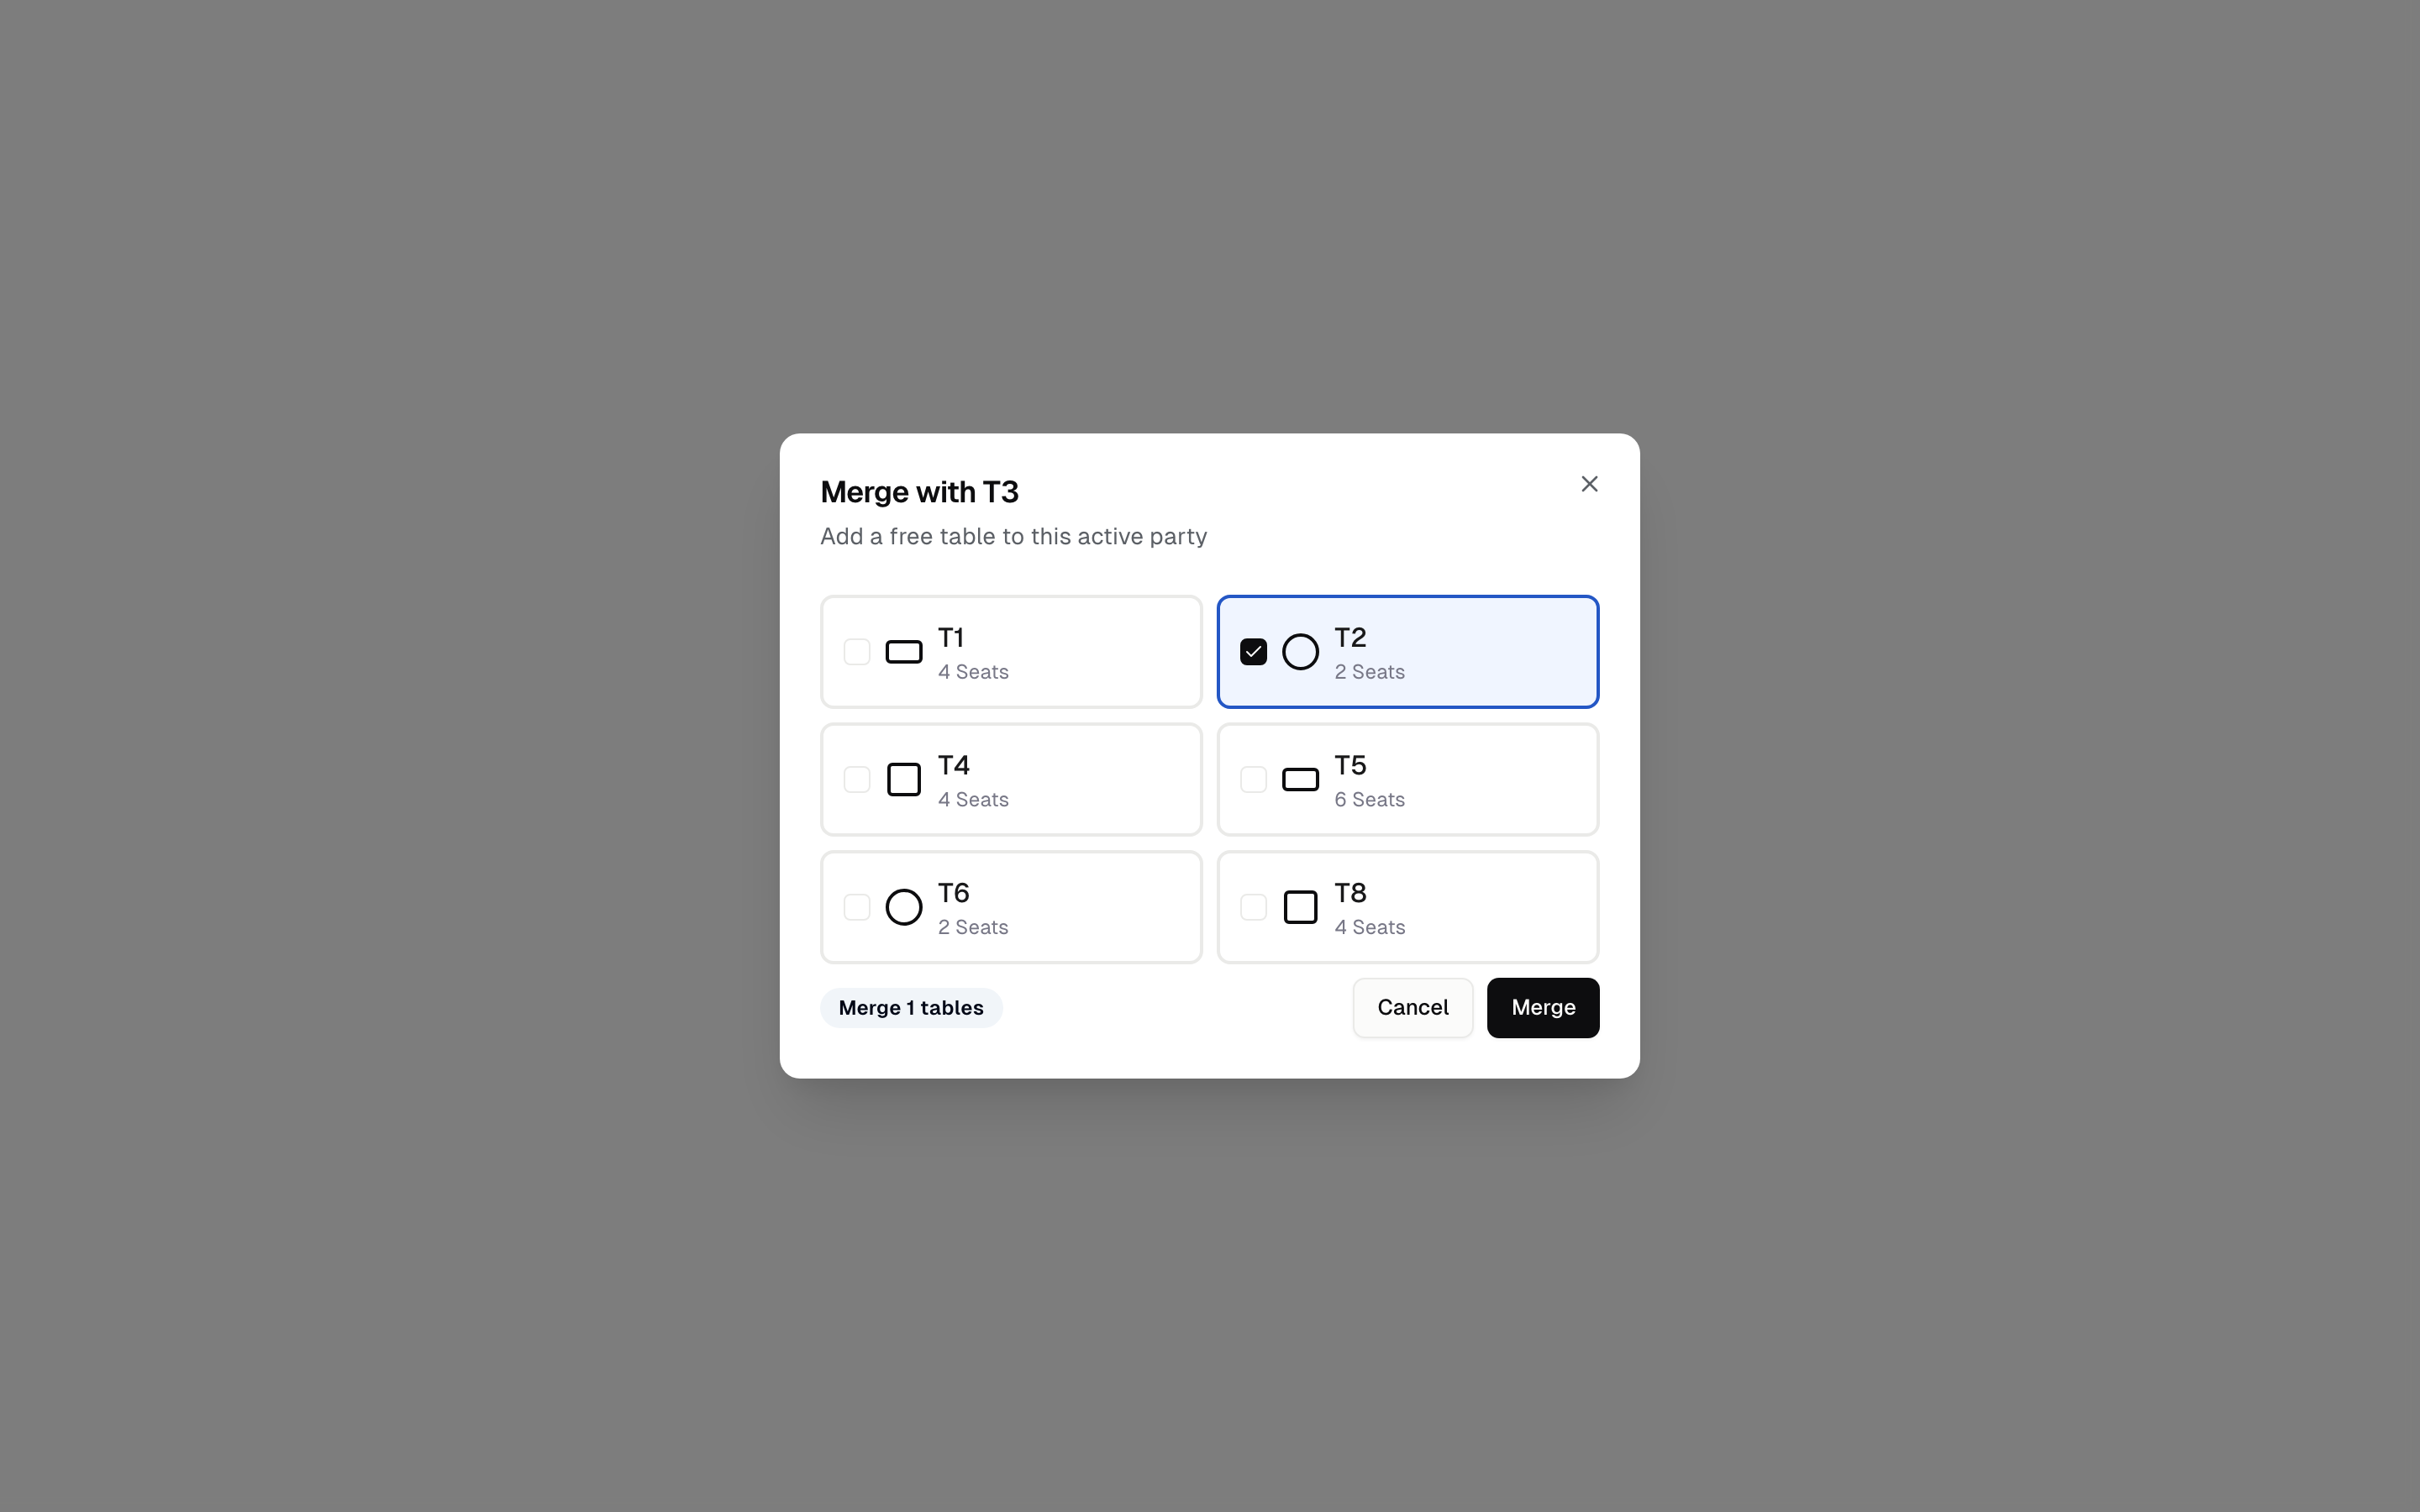 Merge with T3
Add a free table to this active party
T1
4 Seats
T2
2 Seats
T4
4 Seats
T5
6 Seats
T6
2 Seats
T8
4 Seats
Merge 1 tables
Cancel
Merge